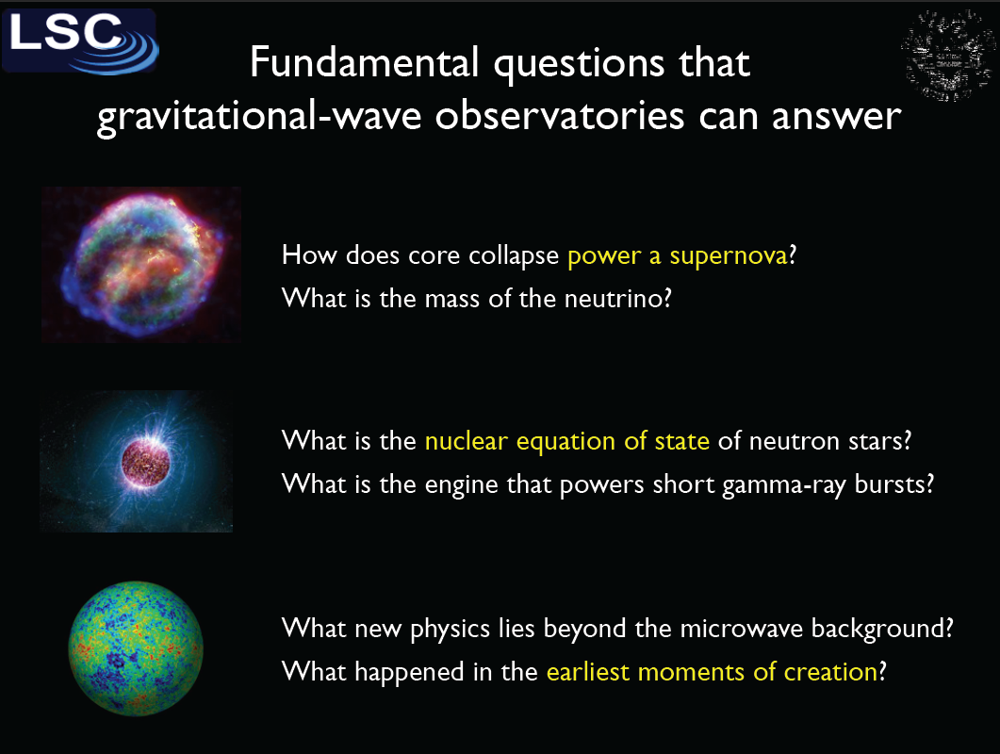 LSC
Fundamental questions that
gravitational-wave observatories can answer
How does core collapse power a supernova?
What is the mass of the neutrino?
What is the nuclear equation of state of neutron stars?
What is the engine that powers short gamma-ray bursts?
What new physics lies beyond the microwave background?
What happened in the earliest moments of creation?